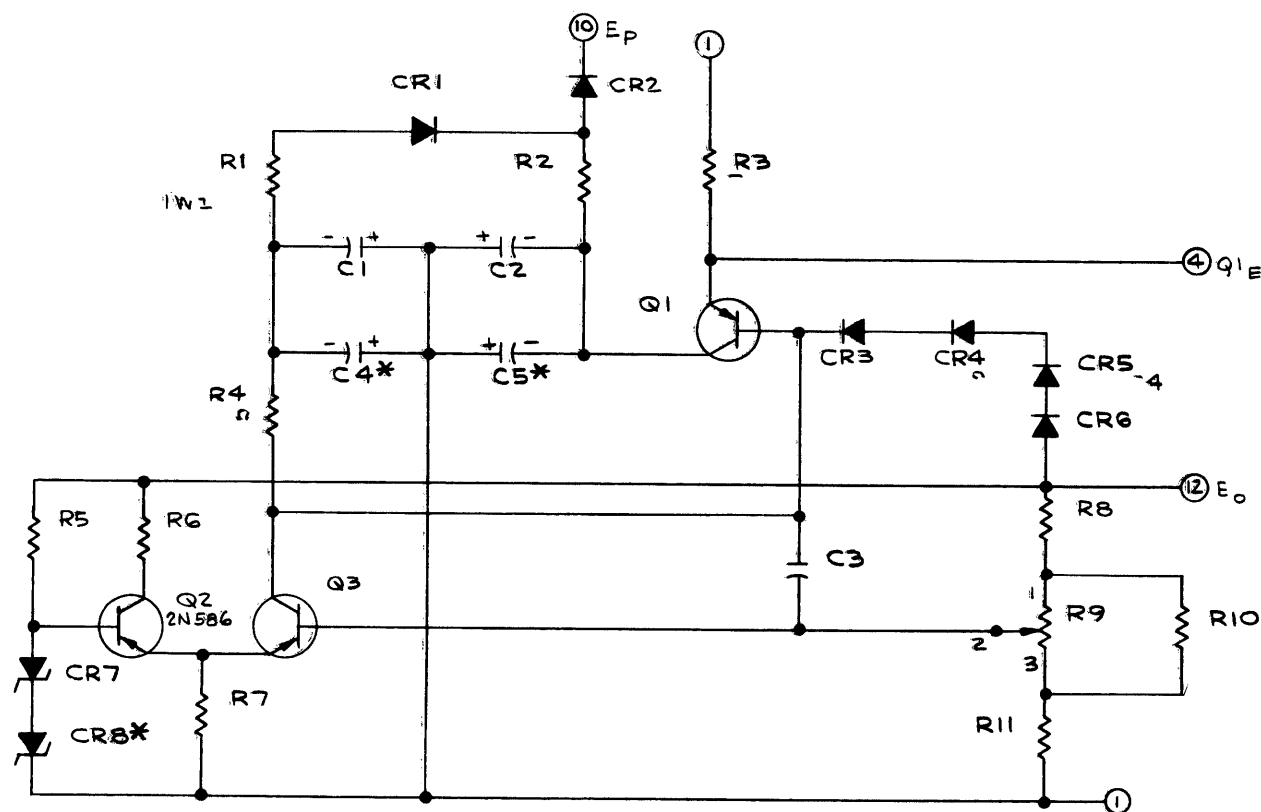 10 EP
1
CR1
CR2
R1
R2
R3
- + C1
+ - C2
4 Q1E
Q1
- + C4*
+ - C5*
CR3
CR4
CR5
CR6
R4
12 Eo
R5
R6
R8
C3
Q3
Q2
2N586
1
R9
R10
2
3
CR7
R7
CR8*
R11
1